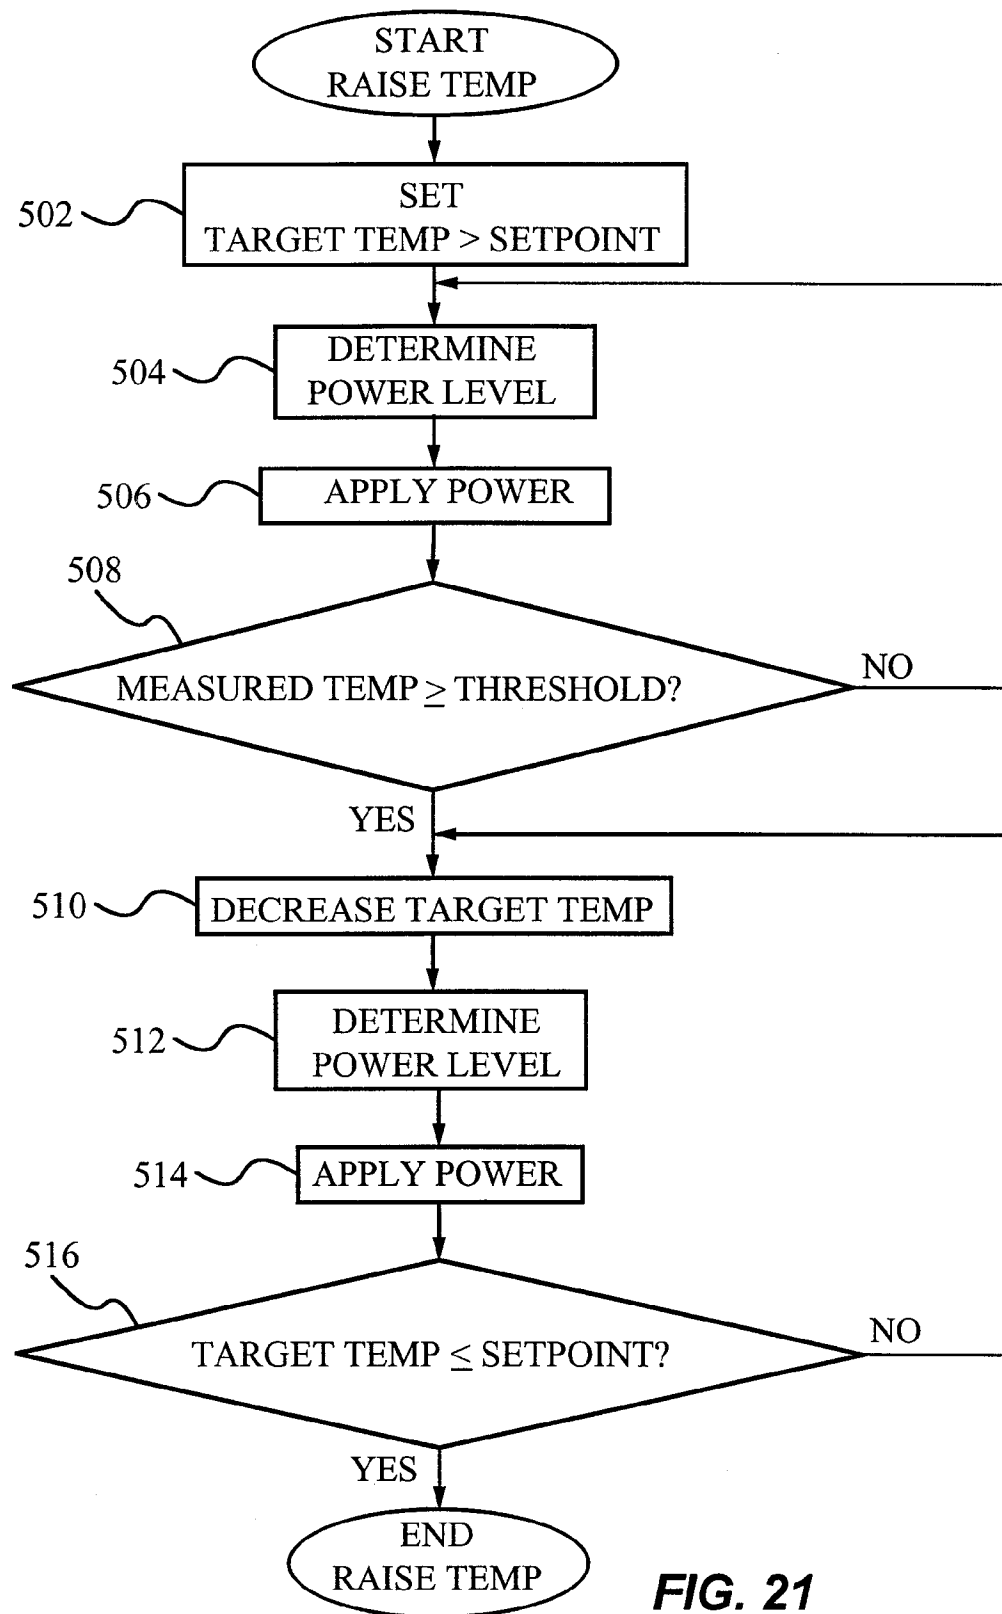 START
RAISE TEMP
502
SET
TARGET TEMP > SETPOINT
504
DETERMINE
POWER LEVEL
506
APPLY POWER
508
MEASURED TEMP ≥ THRESHOLD?
NO
YES
510
DECREASE TARGET TEMP
512
DETERMINE
POWER LEVEL
514
APPLY POWER
516
TARGET TEMP ≤ SETPOINT?
NO
YES
END
RAISE TEMP
FIG. 21